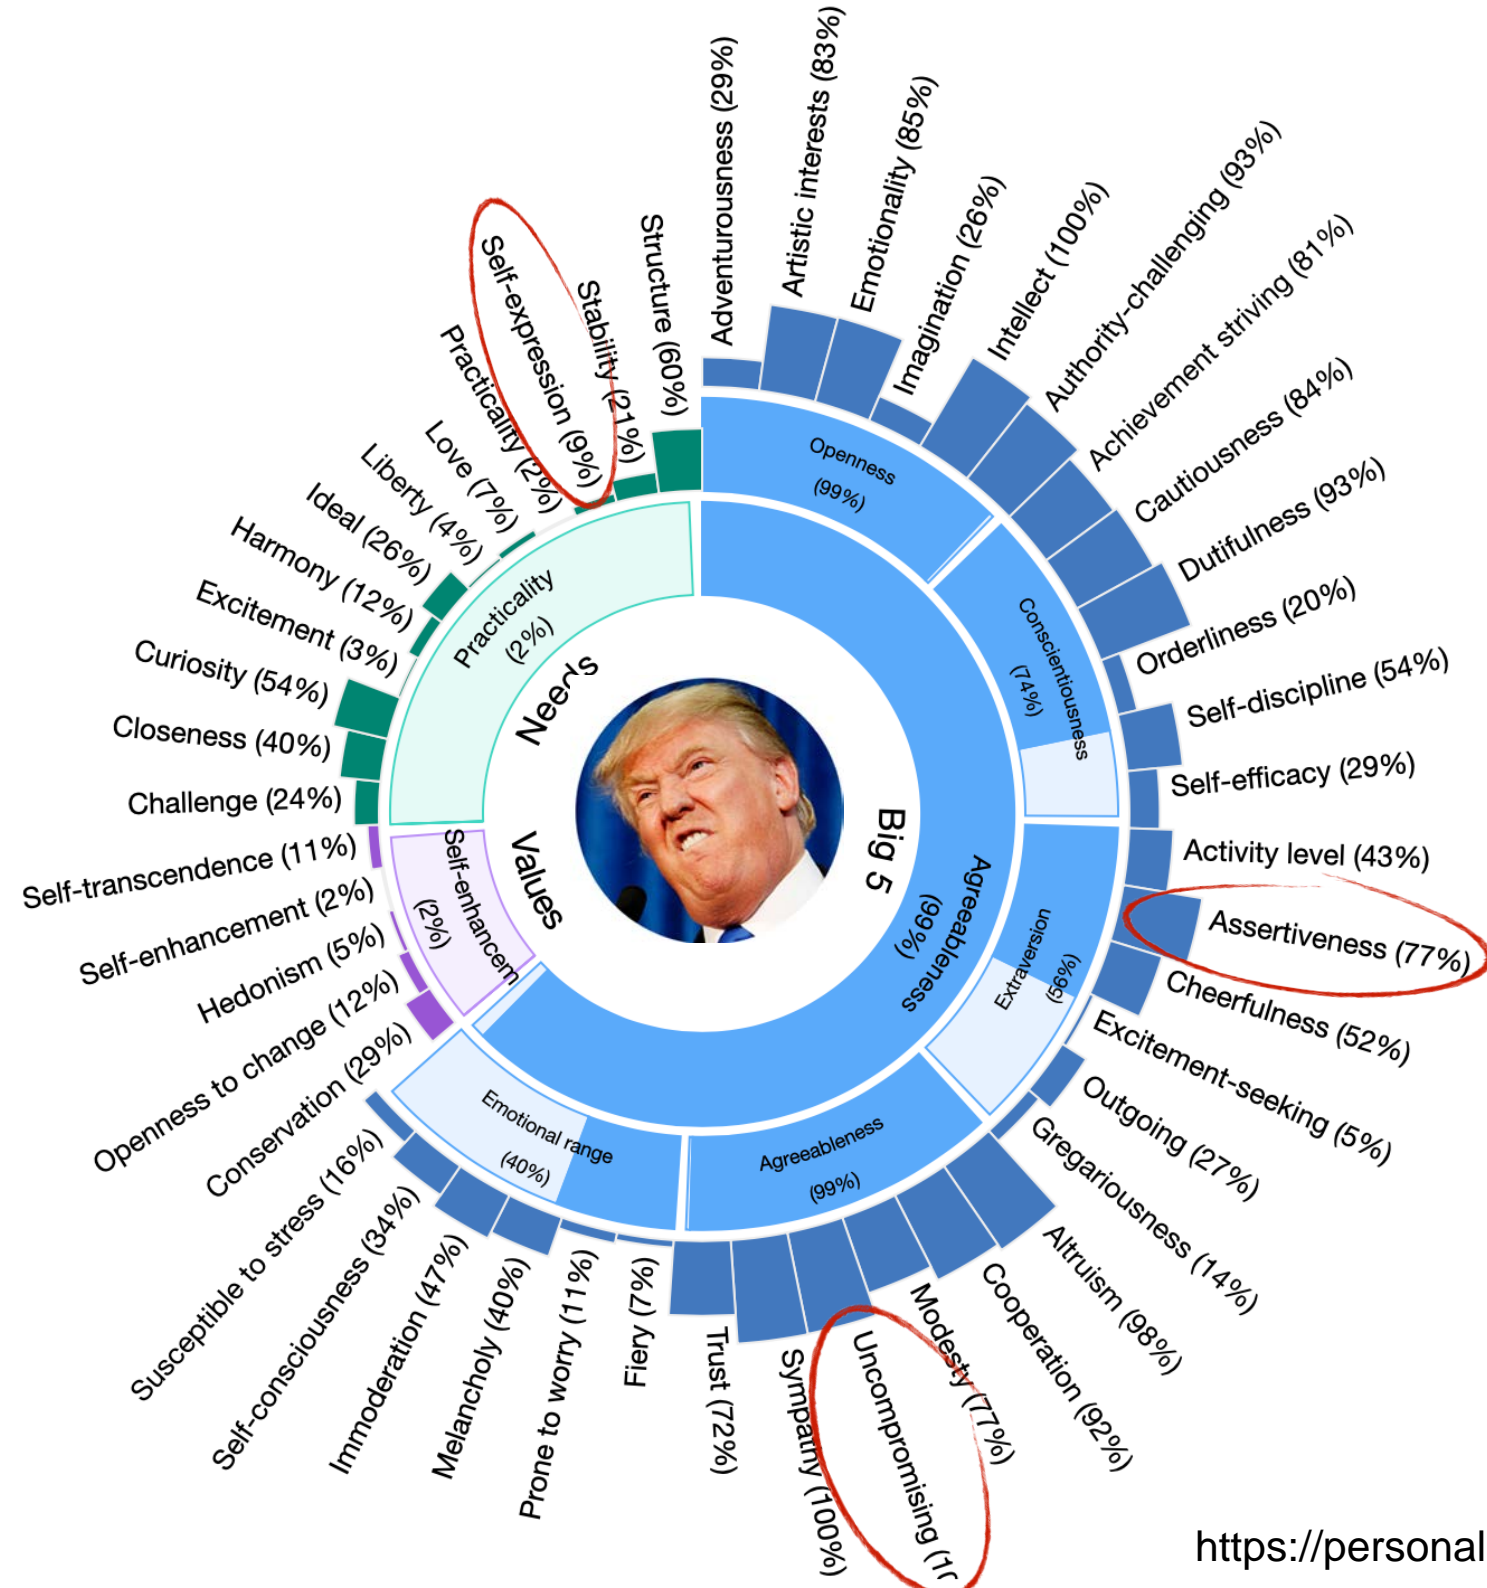 Adventurousness (29%)
Artistic interests (83%)
Emotionality (85%)
Imagination (26%)
Intellect (100%)
Authority-challenging (93%)
Achievement striving (81%)
Cautiousness (84%)
Dutifulness (93%)
Orderliness (20%)
Self-discipline (54%)
Self-efficacy (29%)
Activity level (43%)
Assertiveness (77%)
Cheerfulness (52%)
Excitement-seeking (5%)
Outgoing (27%)
Gregariousness (14%)
Altruism (98%)
Cooperation (92%)
Modesty (77%)
Uncompromising (10
Sympathy (100%)
Trust (72%)
Fiery (7%)
Prone to worry (11%)
Melancholy (40%)
Immoderation (47%)
Self-consciousness (34%)
Susceptible to stress (16%)
Conservation (29%)
Openness to change (12%)
Hedonism (5%)
Self-enhancement (2%)
Self-transcendence (11%)
Challenge (24%)
Closeness (40%)
Curiosity (54%)
Excitement (3%)
Harmony (12%)
Ideal (26%)
Liberty (4%)
Love (7%)
Practicality (2%)
Self-expression (9%)
Stability (21%)
Structure (60%)
Openness
(99%)
Conscientiousness
(74%)
Extraversion
(56%)
Agreeableness
(99%)
Emotional range
(40%)
Agreeableness
(99%)
Self-enhancem
(2%)
Practicality
(2%)
Needs
Values
Big 5
https://personal